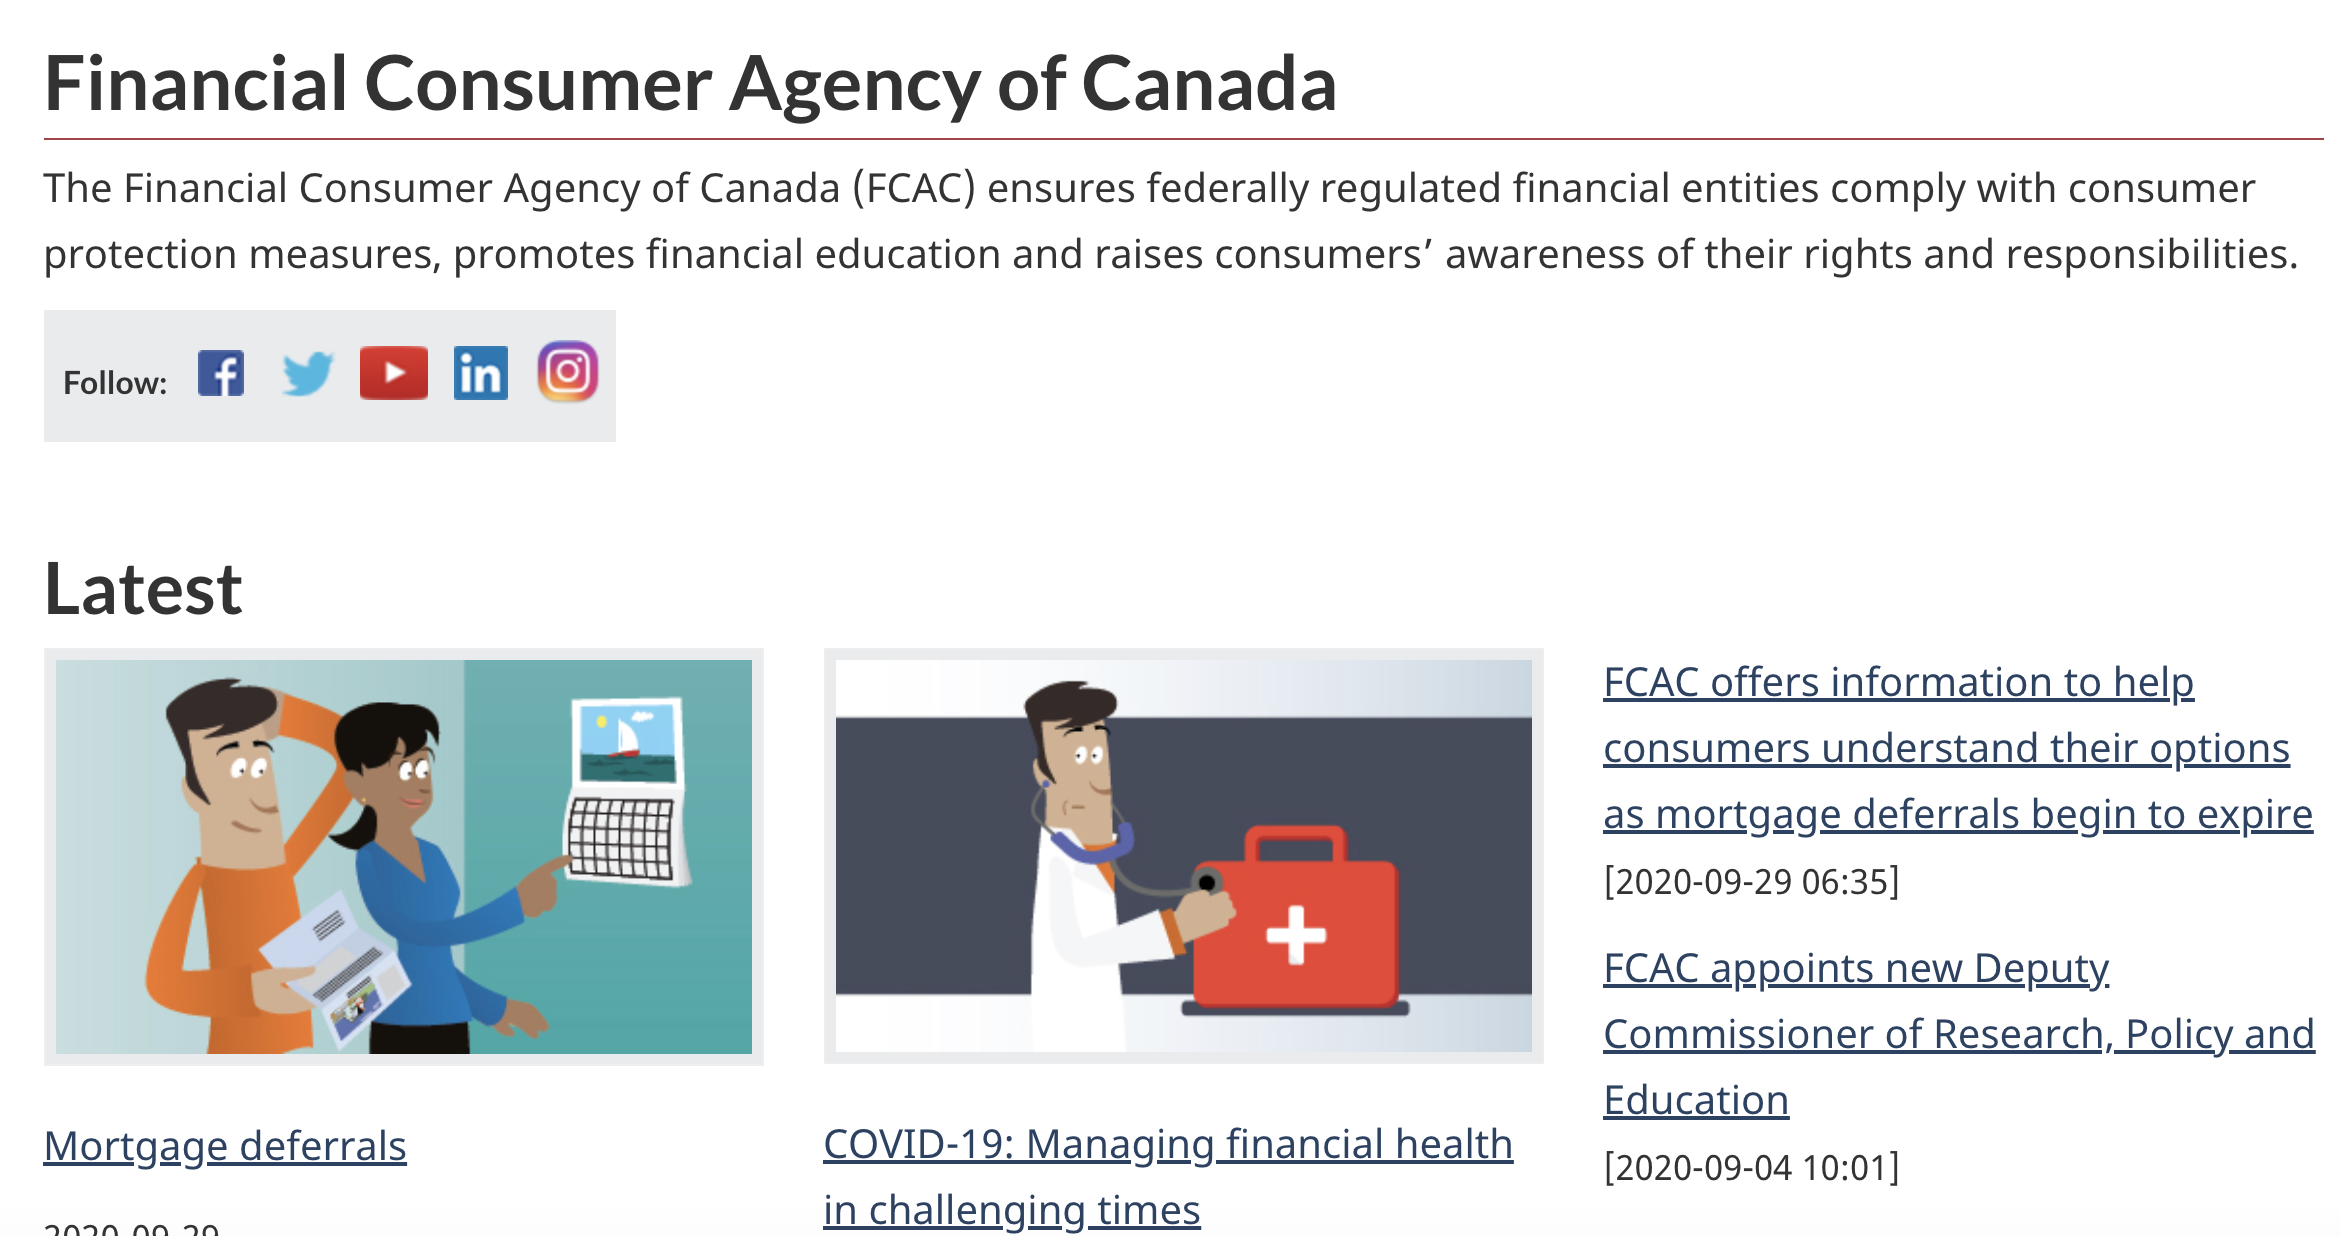 Financial Consumer Agency of Canada
The Financial Consumer Agency of Canada (FCAC) ensures federally regulated financial entities comply with consumer
protection measures, promotes financial education and raises consumers’ awareness of their rights and responsibilities.
Follow:
Latest
Mortgage deferrals
2020-09-29
COVID-19: Managing financial health
in challenging times
FCAC offers information to help
consumers understand their options
as mortgage deferrals begin to expire
[2020-09-29 06:35]
FCAC appoints new Deputy
Commissioner of Research, Policy and
Education
[2020-09-04 10:01]